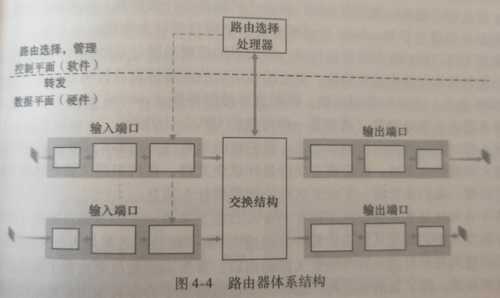 路由选择
处理器
路由选择,管理
控制平面（软件）
转发
数据平面（硬件）
输入端口
输出端口
交换结构
输入端口
输出端口
图 4-4 路由器体系结构